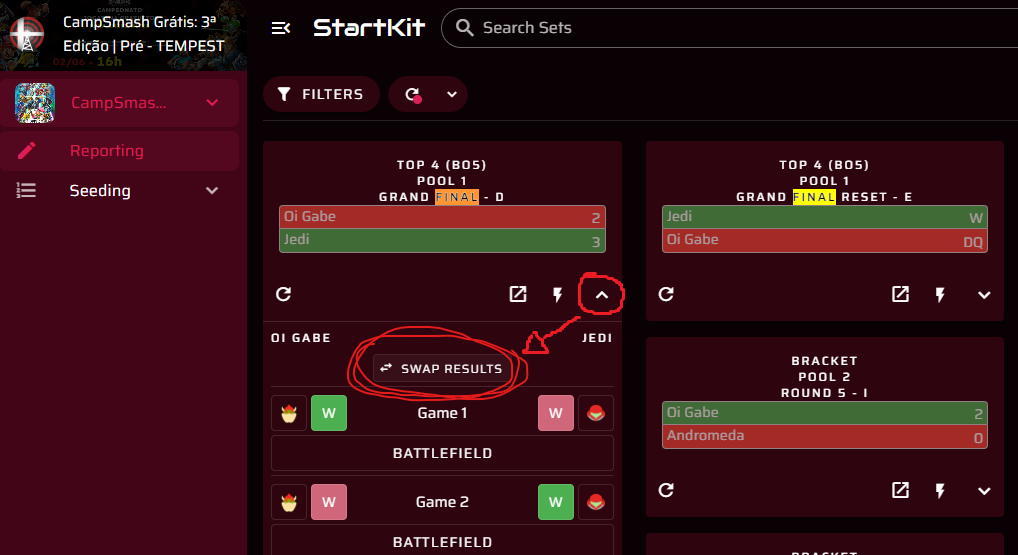 CAMPEONATO
CampSmash Grátis: 3ª
Edição | Pré - TEMPEST
02/06 - 16h
CampSmas...
Reporting
Seeding
StartKit
Search Sets
FILTERS
TOP 4 (BO5)
POOL 1
GRAND FINAL - D
Oi Gabe 2
Jedi 3
OI GABE JEDI
SWAP RESULTS
W Game 1 W
BATTLEFIELD
W Game 2 W
BATTLEFIELD
TOP 4 (BO5)
POOL 1
GRAND FINAL RESET - E
Jedi W
Oi Gabe DQ
BRACKET
POOL 2
ROUND 5 - I
Oi Gabe 2
Andromeda 0
BRACKET